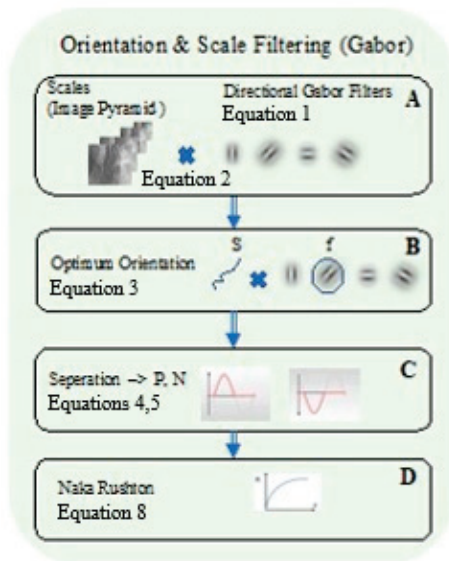 Orientation & Scale Filtering (Gabor)
Scales
(Image Pyramid )
Directional Gabor Filters
A
Equation 1
Equation 2
S
f
B
Optimum Orientation
Equation 3
Seperation --> P, N
C
Equations 4,5
Naka Rushton
D
Equation 8